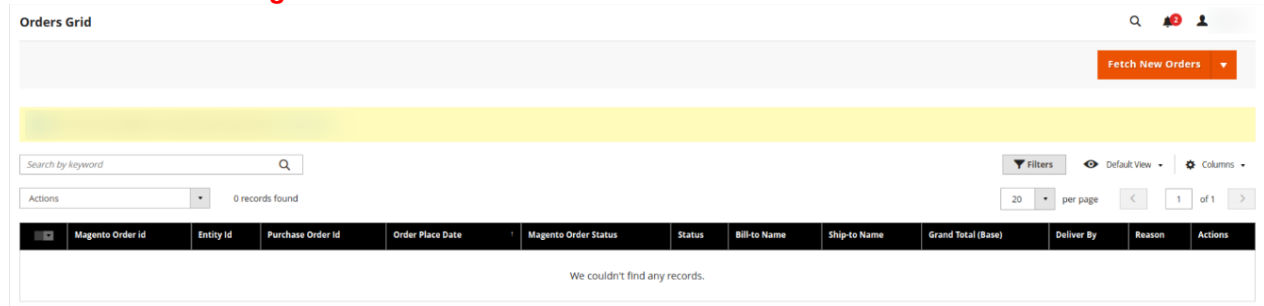 Orders Grid
2
Fetch New Orders
Search by keyword
Filters Default View Columns
Actions 0 records found 20 per page 1 of 1
Magento Order id Entity Id Purchase Order Id Order Place Date ↑ Magento Order Status Status Bill-to Name Ship-to Name Grand Total (Base) Deliver By Reason Actions
We couldn't find any records.